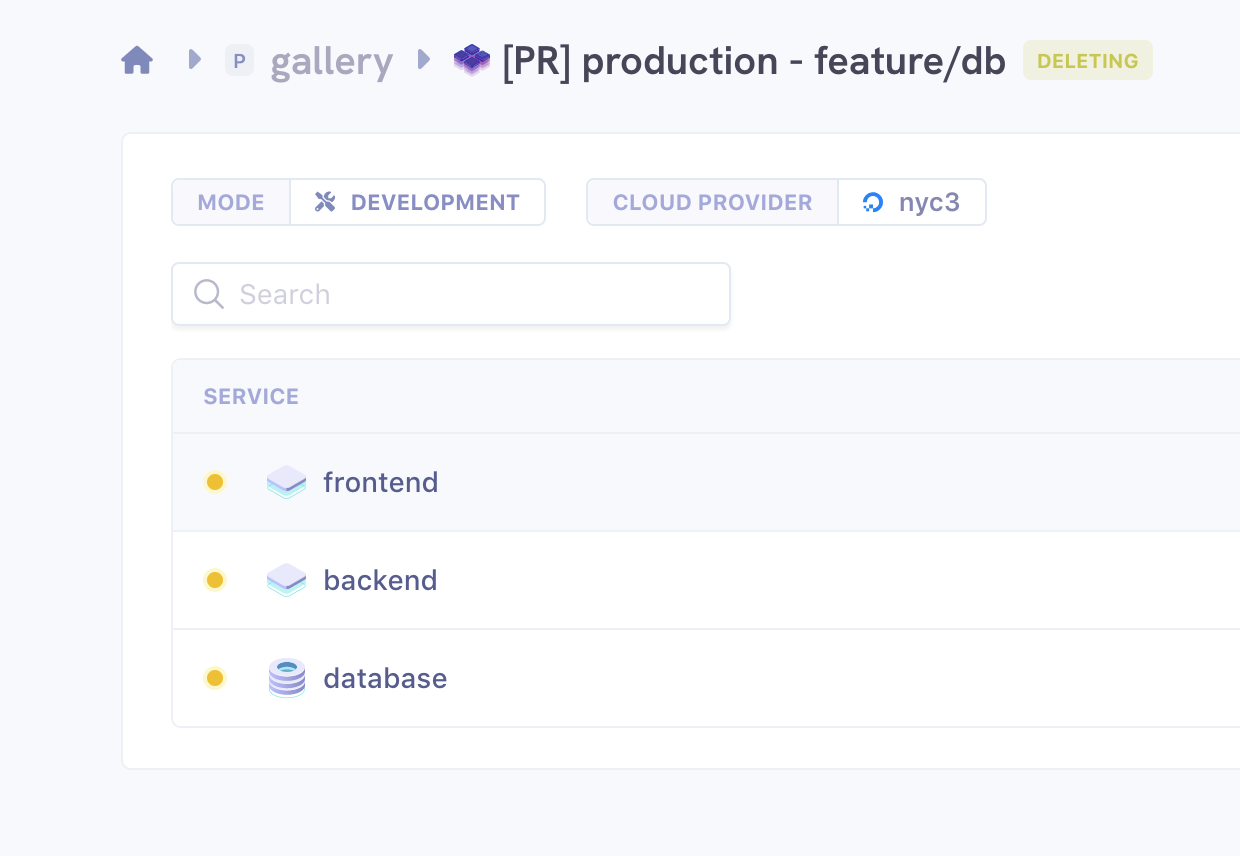 P gallery [PR] production - feature/db DELETING
MODE DEVELOPMENT CLOUD PROVIDER nyc3
Search
SERVICE
frontend
backend
database